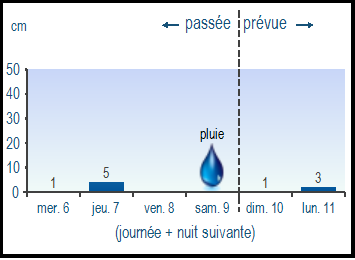 ← passée prévue →
cm
50
40
30
20
10
0
pluie
1 5 1 3
mer. 6 jeu. 7 ven. 8 sam. 9 dim. 10 lun. 11
(journée + nuit suivante)